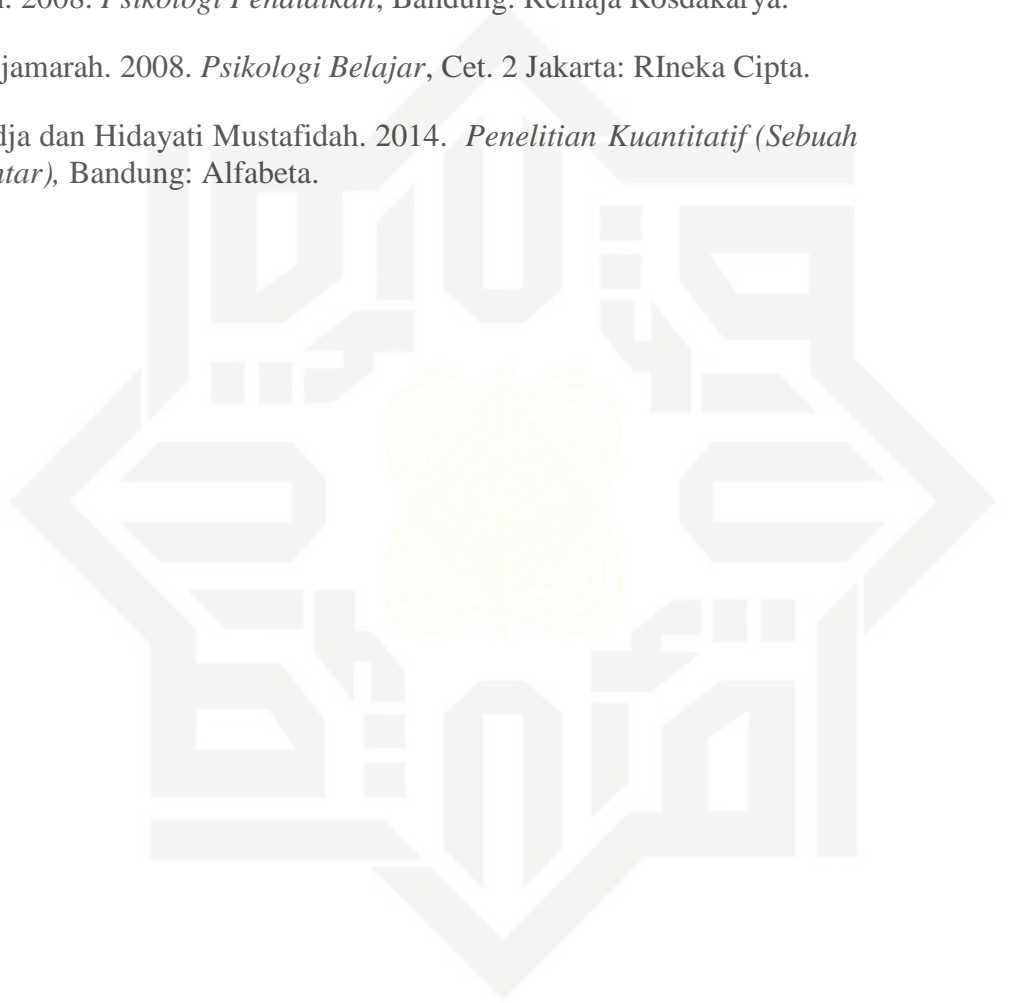 2008. Psikologi Pendidikan, Bandung: Remaja Rosdakarya.
jamarah. 2008. Psikologi Belajar, Cet. 2 Jakarta: RIneka Cipta.
dja dan Hidayati Mustafidah. 2014. Penelitian Kuantitatif (Sebuah
ntar), Bandung: Alfabeta.